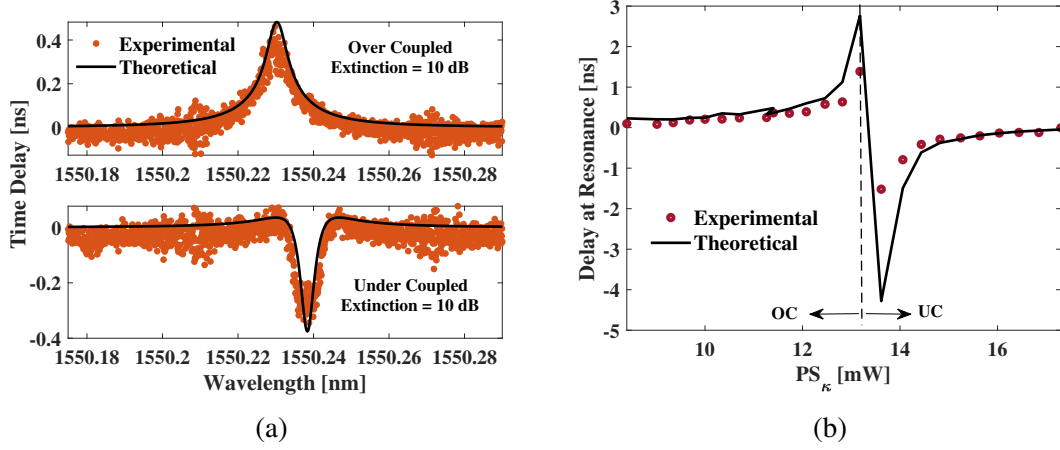 0.4
0.2
0
Experimental
Theoretical
Over Coupled
Extinction = 10 dB
1550.18 1550.2 1550.22 1550.24 1550.26 1550.28
Time Delay [ns]
0
-0.2
-0.4
Under Coupled
Extinction = 10 dB
1550.18 1550.2 1550.22 1550.24 1550.26 1550.28
Wavelength [nm]
(a)
3
2
1
0
-1
-2
-3
-4
-5
Delay at Resonance [ns]
Experimental
Theoretical
OC UC
10 12 14 16
PSκ [mW]
(b)